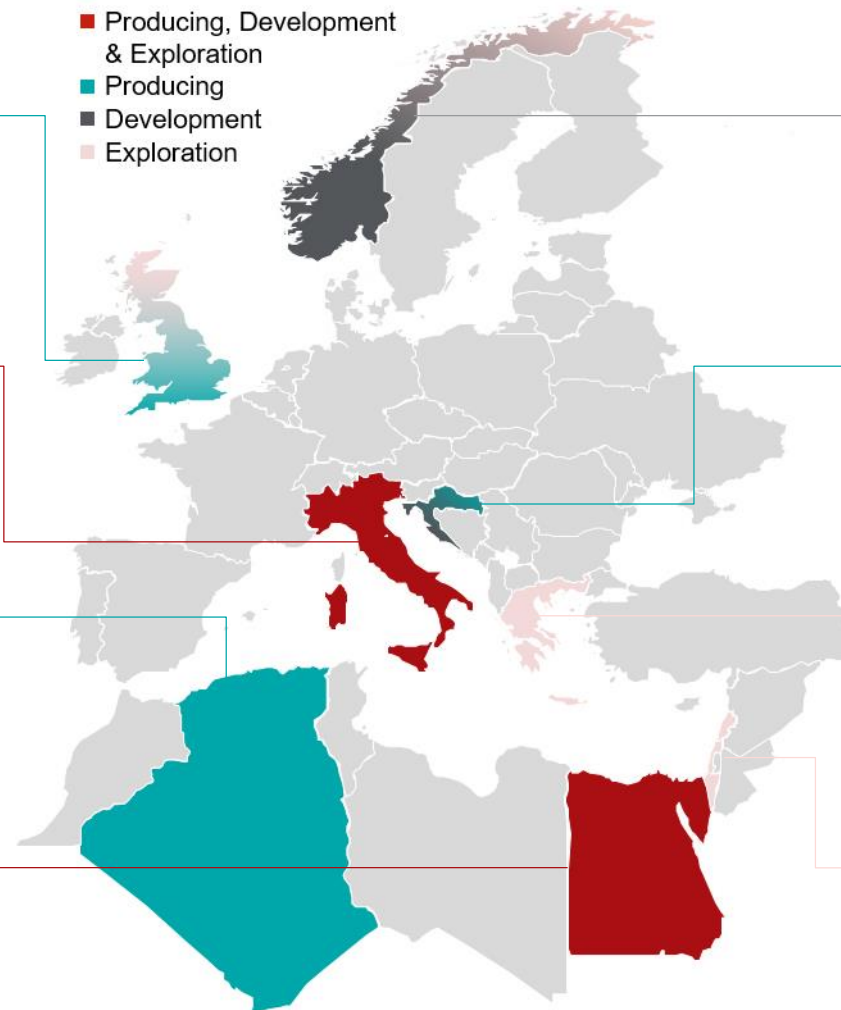 Producing, Development
& Exploration
Producing
Development
Exploration